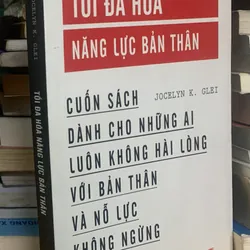 TỐI ĐA HÓA
NĂNG LỰC BẢN THÂN
JOCELYN K. GLEI
CUỐN SÁCH
DÀNH CHO NHỮNG AI
LUÔN KHÔNG HÀI LÒNG
VỚI BẢN THÂN
VÀ NỖ LỰC
KHÔNG NGỪNG
JOCELYN K. GLEI
TỐI ĐA HÓA NĂNG LỰC BẢN THÂN